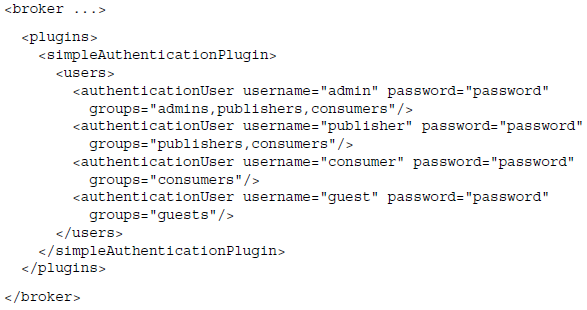 <broker ...>
<plugins>
<simpleAuthenticationPlugin>
<users>
<authenticationUser username="admin" password="password"
groups="admins,publishers,consumers"/>
<authenticationUser username="publisher" password="password"
groups="publishers,consumers"/>
<authenticationUser username="consumer" password="password"
groups="consumers"/>
<authenticationUser username="guest" password="password"
groups="guests"/>
</users>
</simpleAuthenticationPlugin>
</plugins>
</broker>